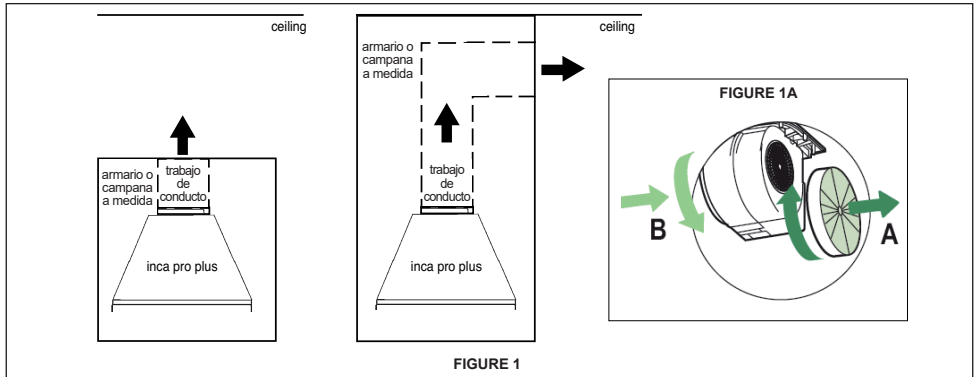 ceiling
armario o
campana
a medida
trabajo
de
conducto
inca pro plus
ceiling
armario o
campana
a medida
trabajo
de
conducto
inca pro plus
FIGURE 1A
B
A
FIGURE 1